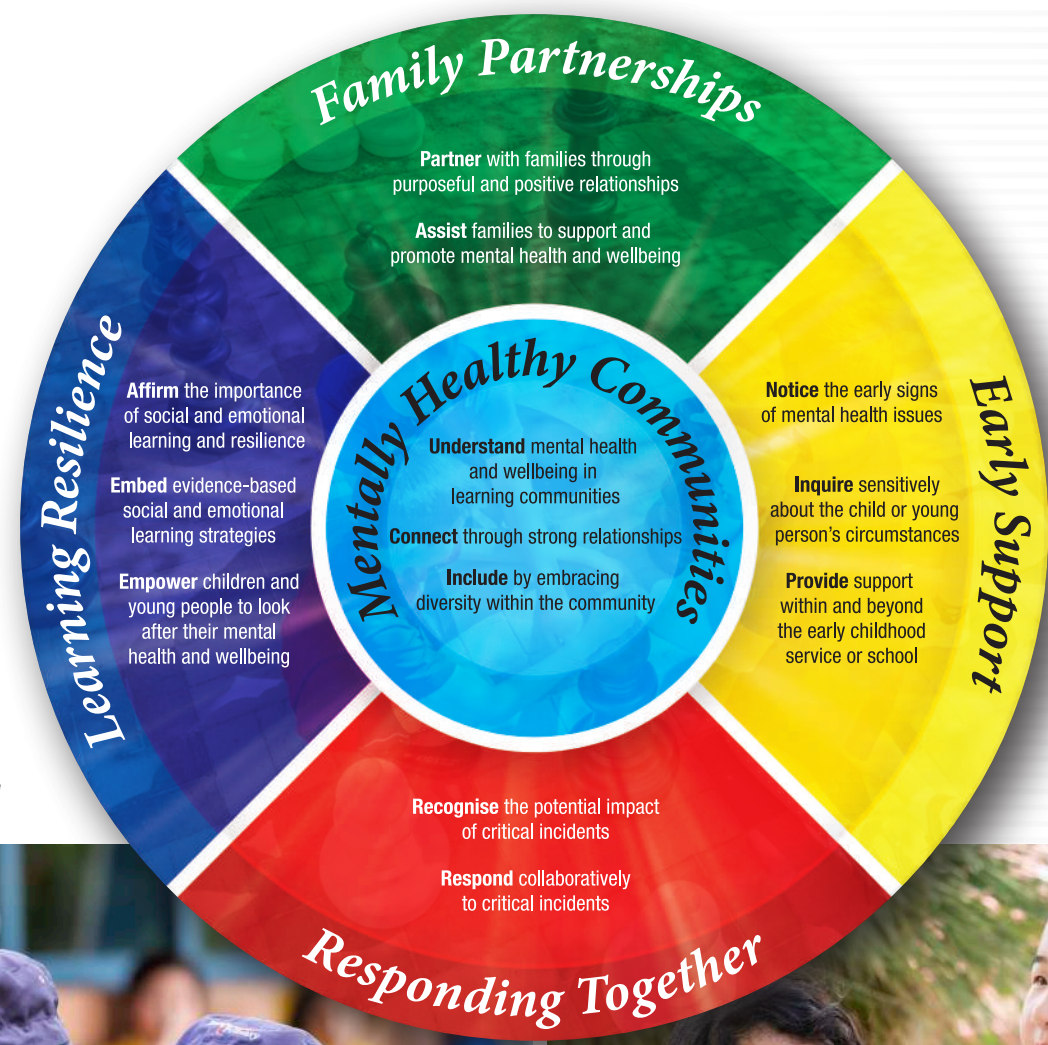 Family Partnerships
Partner with families through
purposeful and positive relationships
Assist families to support and
promote mental health and wellbeing
Learning Resilience
Affirm the importance
of social and emotional
learning and resilience
Embed evidence-based
social and emotional
learning strategies
Empower children and
young people to look
after their mental
health and wellbeing
Mentally Healthy Communities
Understand mental health
and wellbeing in
learning communities
Connect through strong relationships
Include by embracing
diversity within the community
Early Support
Notice the early signs
of mental health issues
Inquire sensitively
about the child or young
person's circumstances
Provide support
within and beyond
the early childhood
service or school
Recognise the potential impact
of critical incidents
Respond collaboratively
to critical incidents
Responding Together